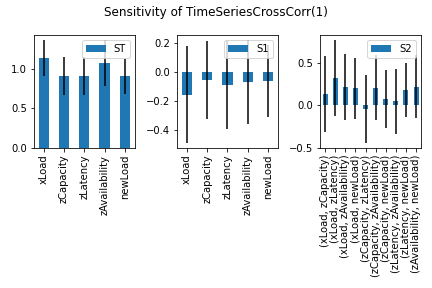 Sensitivity of TimeSeriesCrossCorr(1)
ST
1.0
0.5
0.0
xLoad
zCapacity
zLatency
zAvailability
newLoad
S1
0.2
0.0
−0.2
−0.4
xLoad
zCapacity
zLatency
zAvailability
newLoad
S2
0.5
0.0
−0.5
(xLoad, zCapacity)
(xLoad, zLatency)
(xLoad, zAvailability)
(xLoad, newLoad)
(zCapacity, zLatency)
(zCapacity, zAvailability)
(zCapacity, newLoad)
(zLatency, zAvailability)
(zLatency, newLoad)
(zAvailability, newLoad)